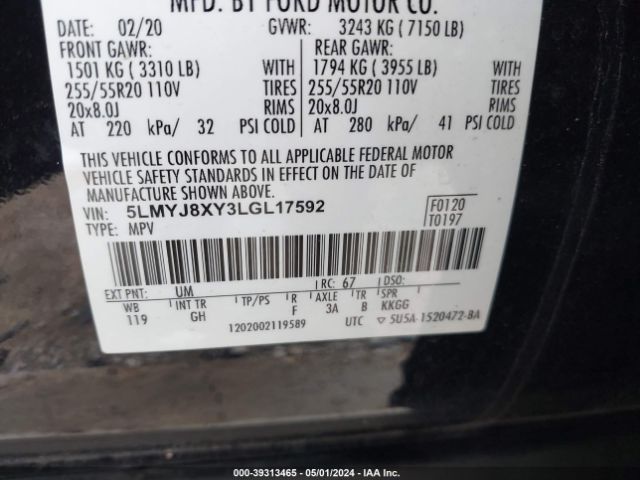 MFD. BY FORD MOTOR CO.
DATE: 02/20 GVWR: 3243 KG ( 7150 LB)
FRONT GAWR: REAR GAWR:
1501 KG ( 3310 LB) WITH 1794 KG ( 3955 LB) WITH
255/55R20 110V TIRES 255/55R20 110V TIRES
20x8.0J RIMS 20x8.0J RIMS
AT 220 kPa/ 32 PSI COLD AT 280 kPa/ 41 PSI COLD
THIS VEHICLE CONFORMS TO ALL APPLICABLE FEDERAL MOTOR
VEHICLE SAFETY STANDARDS IN EFFECT ON THE DATE OF
MANUFACTURE SHOWN ABOVE.
VIN: 5LMYJ8XY3LGL17592 F0120
TYPE: MPV T0197
EXT PNT: UM RC: 67 DSO:
WB INT TR TP/PS R AXLE TR SPR
119 GH F 3A B KKGG
1202002119589 UTC ▽ 5U5A-1520472-BA
000-39313465 - 05/01/2024 - IAA Inc.